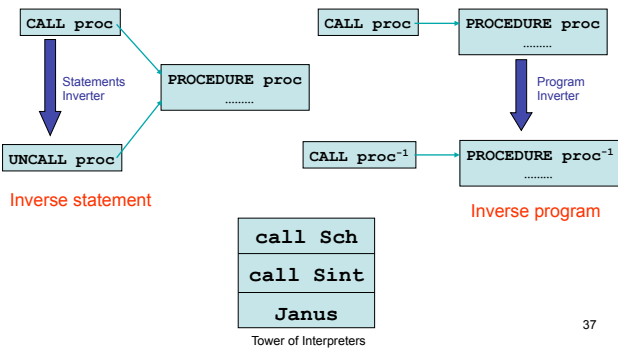 CALL proc
Statements
Inverter
PROCEDURE proc
.........
UNCALL proc
Inverse statement
CALL proc
PROCEDURE proc
.........
Program
Inverter
CALL proc⁻¹
PROCEDURE proc⁻¹
.........
Inverse program
call Sch
call Sint
Janus
Tower of Interpreters
37